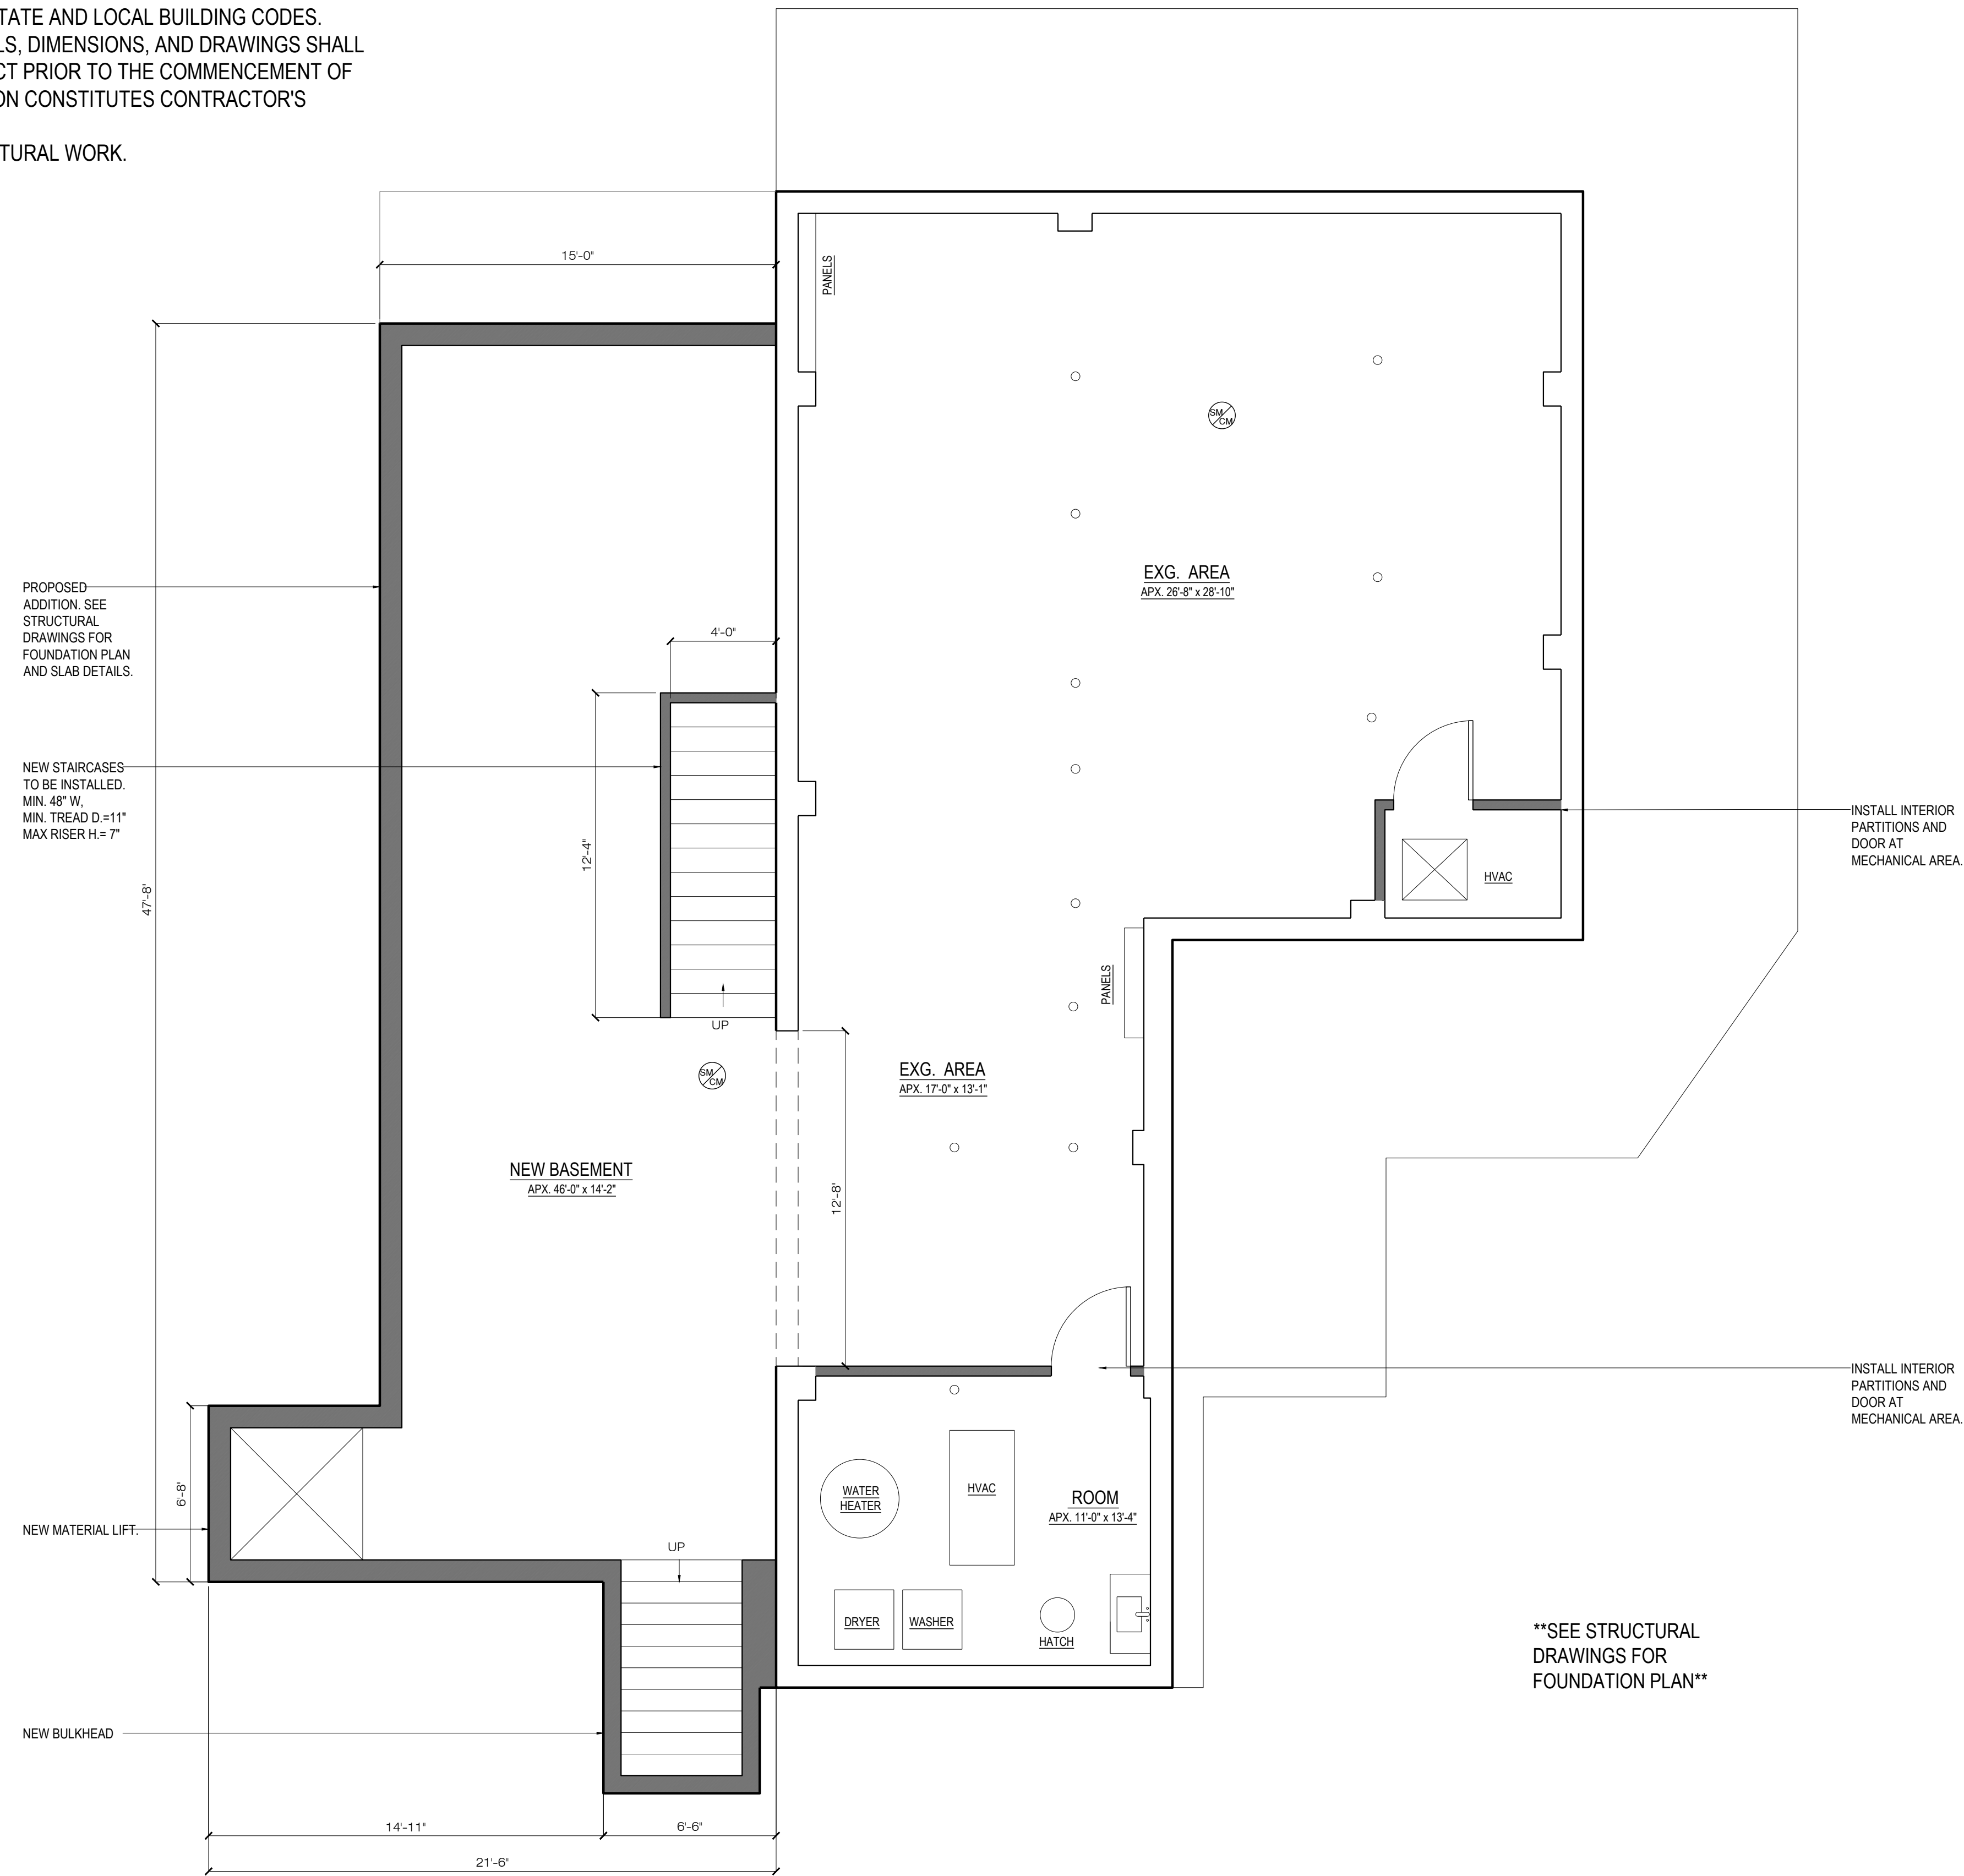 TATE AND LOCAL BUILDING CODES.
LS, DIMENSIONS, AND DRAWINGS SHALL
CT PRIOR TO THE COMMENCEMENT OF
ON CONSTITUTES CONTRACTOR'S
TURAL WORK.
15'-0"
PANELS
SM
CM
PROPOSED
ADDITION. SEE
STRUCTURAL
DRAWINGS FOR
FOUNDATION PLAN
AND SLAB DETAILS.
EXG. AREA
APX. 26'-8" x 28'-10"
4'-0"
NEW STAIRCASES
TO BE INSTALLED.
MIN. 48" W,
MIN. TREAD D.=11"
MAX RISER H.= 7"
12'-4"
47'-8"
INSTALL INTERIOR
PARTITIONS AND
DOOR AT
MECHANICAL AREA.
HVAC
PANELS
UP
SM
CM
EXG. AREA
APX. 17'-0" x 13'-1"
NEW BASEMENT
APX. 46'-0" x 14'-2"
12'-8"
INSTALL INTERIOR
PARTITIONS AND
DOOR AT
MECHANICAL AREA.
6'-8"
WATER
HEATER
HVAC
ROOM
APX. 11'-0" x 13'-4"
NEW MATERIAL LIFT.
UP
DRYER
WASHER
HATCH
**SEE STRUCTURAL
DRAWINGS FOR
FOUNDATION PLAN**
NEW BULKHEAD
14'-11"
6'-6"
21'-6"